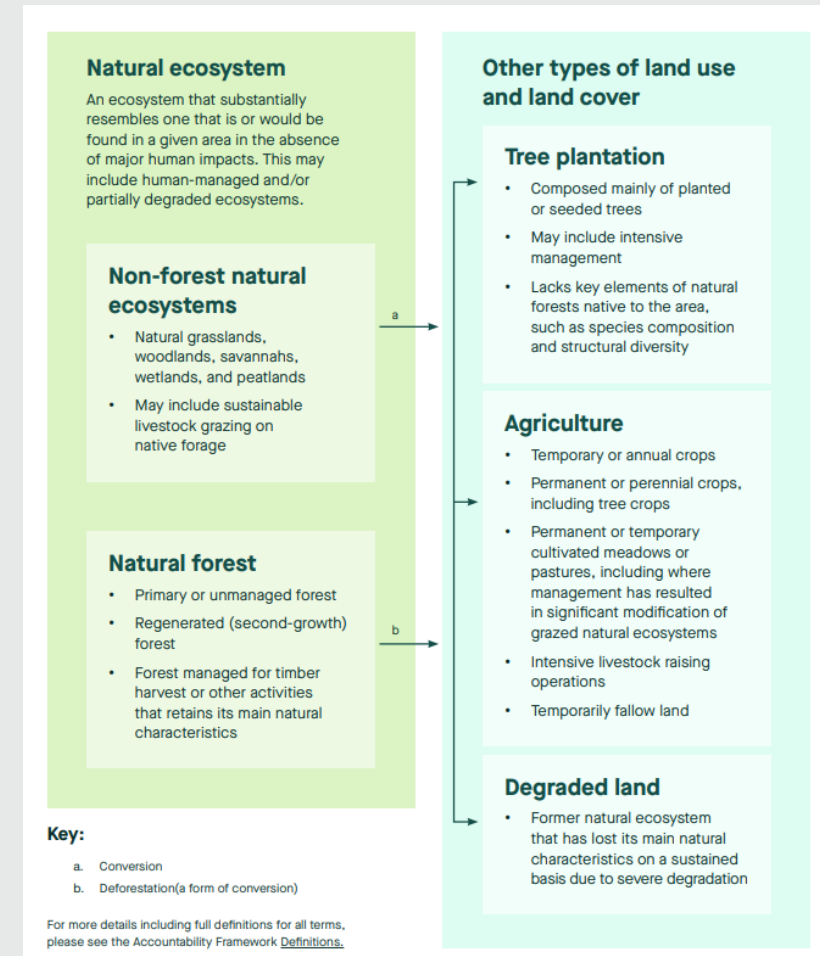 Natural ecosystem
An ecosystem that substantially
resembles one that is or would be
found in a given area in the absence
of major human impacts. This may
include human-managed and/or
partially degraded ecosystems.
Non-forest natural
ecosystems
• Natural grasslands,
woodlands, savannahs,
wetlands, and peatlands
• May include sustainable
livestock grazing on
native forage
a
Natural forest
• Primary or unmanaged forest
• Regenerated (second-growth)
forest
• Forest managed for timber
harvest or other activities
that retains its main natural
characteristics
b
Other types of land use
and land cover
Tree plantation
• Composed mainly of planted
or seeded trees
• May include intensive
management
• Lacks key elements of natural
forests native to the area,
such as species composition
and structural diversity
Agriculture
• Temporary or annual crops
• Permanent or perennial crops,
including tree crops
• Permanent or temporary
cultivated meadows or
pastures, including where
management has resulted
in significant modification of
grazed natural ecosystems
• Intensive livestock raising
operations
• Temporarily fallow land
Degraded land
• Former natural ecosystem
that has lost its main natural
characteristics on a sustained
basis due to severe degradation
Key:
a. Conversion
b. Deforestation(a form of conversion)
For more details including full definitions for all terms,
please see the Accountability Framework Definitions.